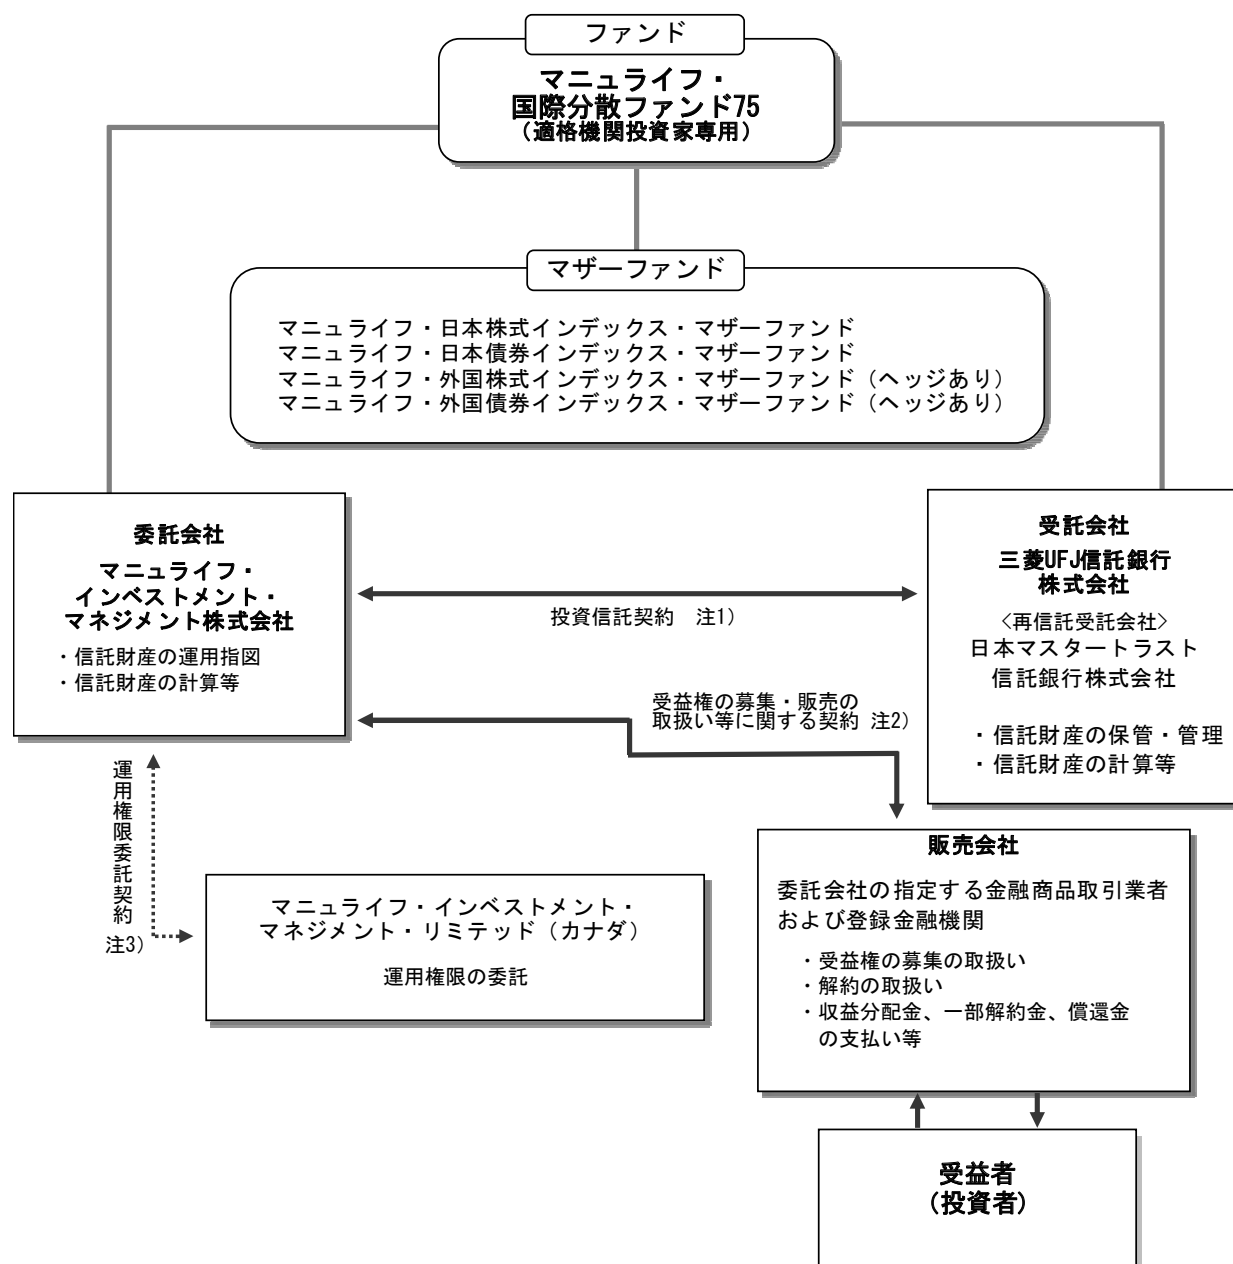 ファンド
マニュライフ・
国際分散ファンド75
（適格機関投資家専用）
マザーファンド
マニュライフ・日本株式インデックス・マザーファンド
マニュライフ・日本債券インデックス・マザーファンド
マニュライフ・外国株式インデックス・マザーファンド（ヘッジあり）
マニュライフ・外国債券インデックス・マザーファンド（ヘッジあり）
委託会社
マニュライフ・
インベストメント・
マネジメント株式会社
・信託財産の運用指図
・信託財産の計算等
投資信託契約　注1）
受託会社
三菱UFJ信託銀行
株式会社
＜再信託受託会社＞
日本マスタートラスト
信託銀行株式会社
・信託財産の保管・管理
・信託財産の計算等
受益権の募集・販売の
取扱い等に関する契約 注2）
運用権限委託契約
注3）
マニュライフ・インベストメント・
マネジメント・リミテッド（カナダ）
運用権限の委託
販売会社
委託会社の指定する金融商品取引業者
および登録金融機関
・受益権の募集の取扱い
・解約の取扱い
・収益分配金、一部解約金、償還金
の支払い等
受益者
（投資者）